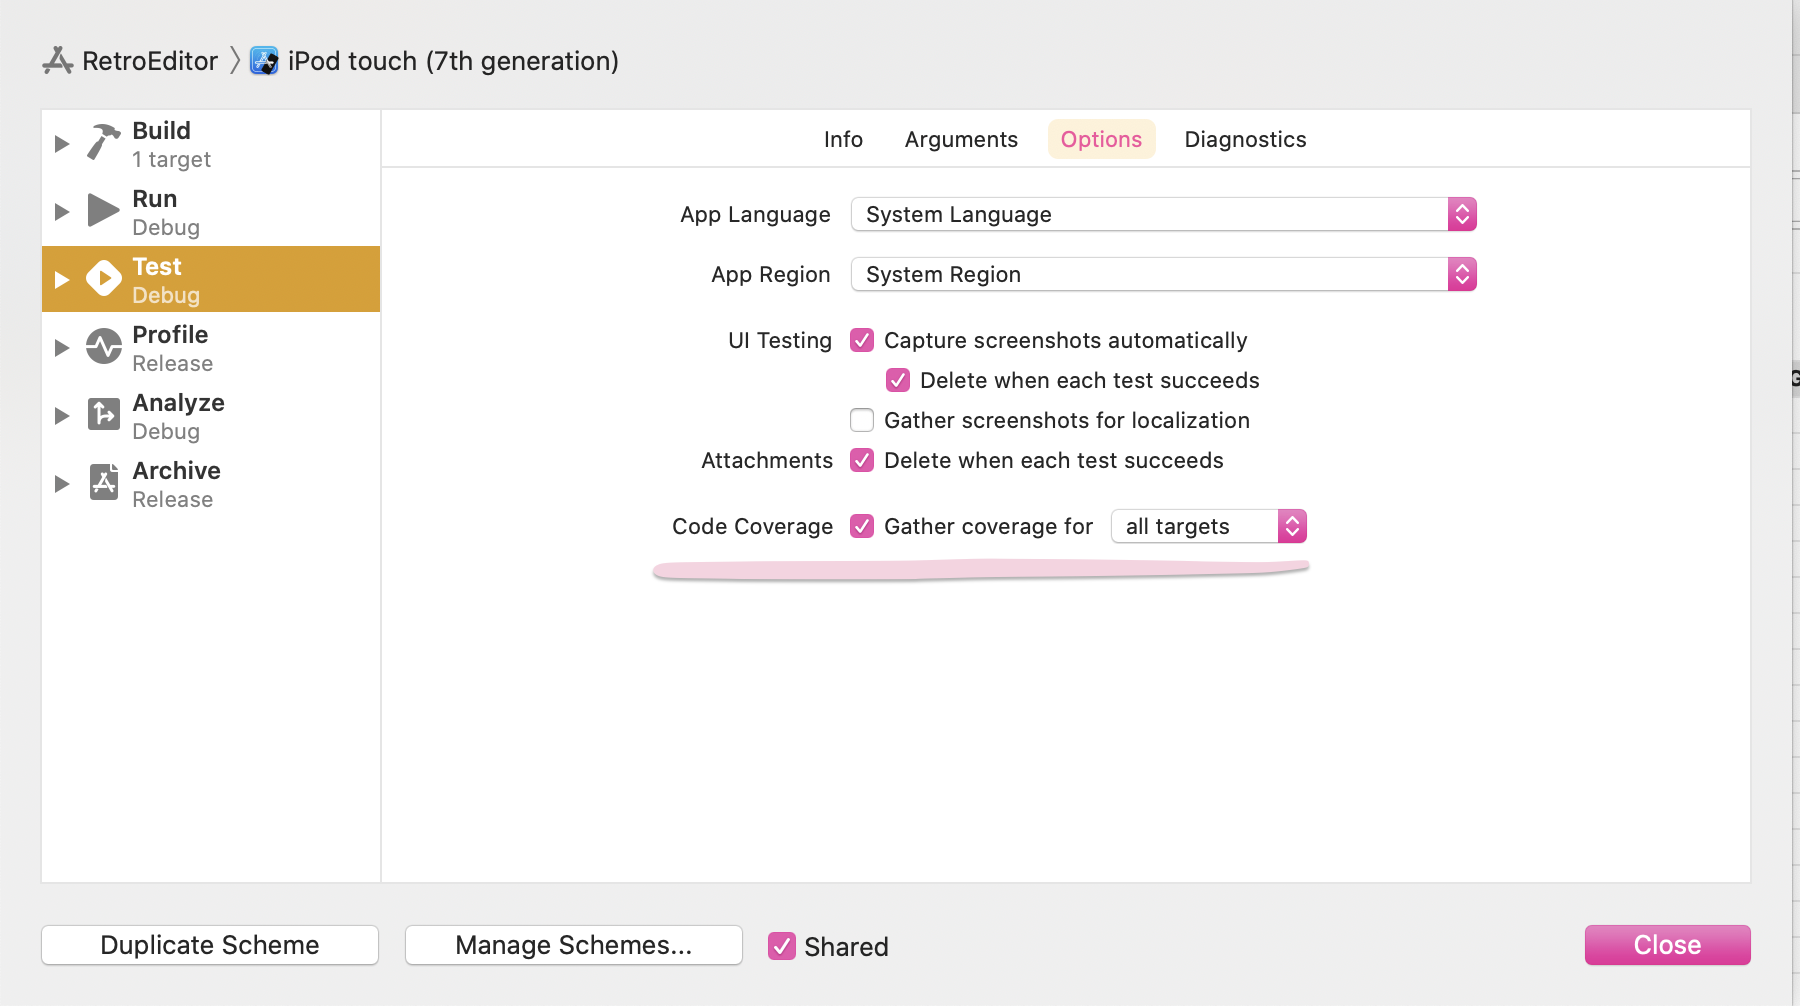 RetroEditor 〉 iPod touch (7th generation)
Build
1 target
Run
Debug
Test
Debug
Profile
Release
Analyze
Debug
Archive
Release
Info Arguments Options Diagnostics
App Language System Language
App Region System Region
UI Testing Capture screenshots automatically
Delete when each test succeeds
Gather screenshots for localization
Attachments Delete when each test succeeds
Code Coverage Gather coverage for all targets
Duplicate Scheme Manage Schemes... Shared Close